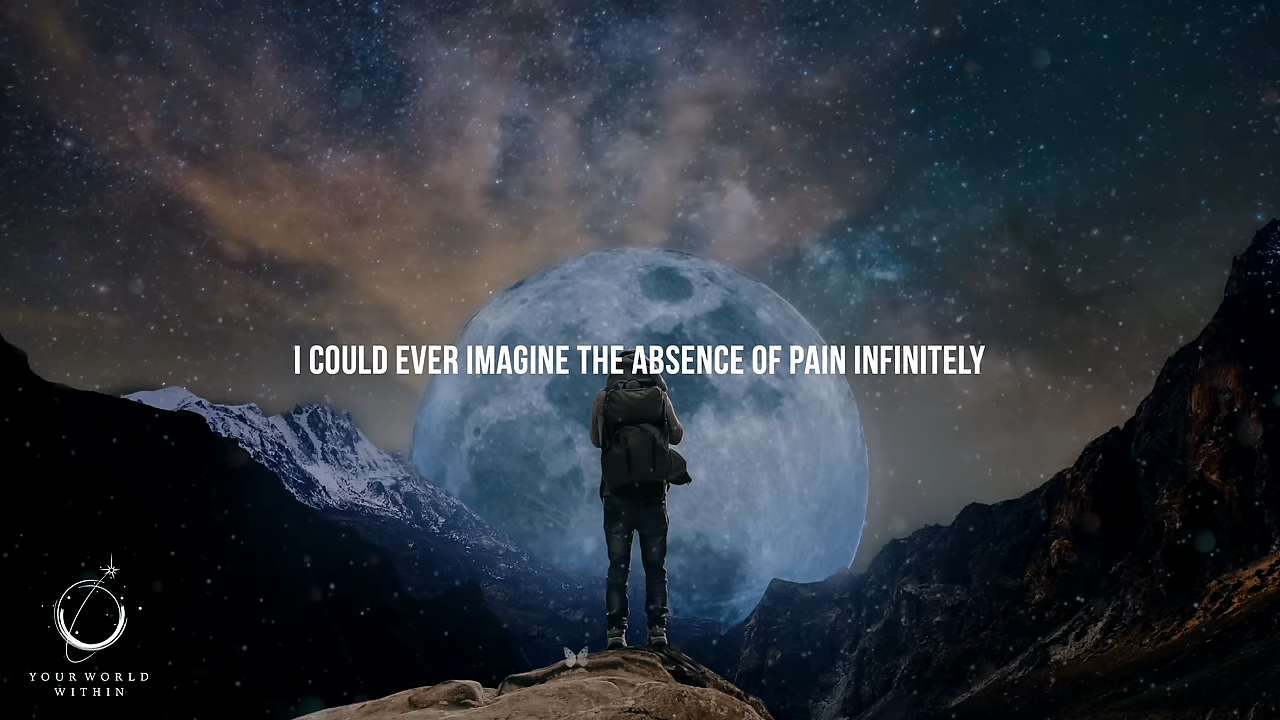 I COULD EVER IMAGINE THE ABSENCE OF PAIN INFINITELY
YOUR WORLD
WITHIN